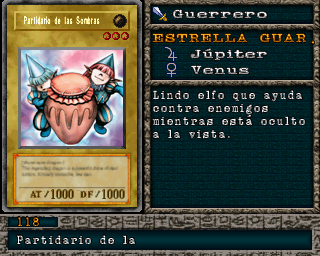 Partidario de las Sombras
AT/1000 DF/1000
Guerrero
ESTRELLA GUAR.
Júpiter
Venus
Lindo elfo que ayuda
contra enemigos
mientras está oculto
a la vista.
118
Partidario de la